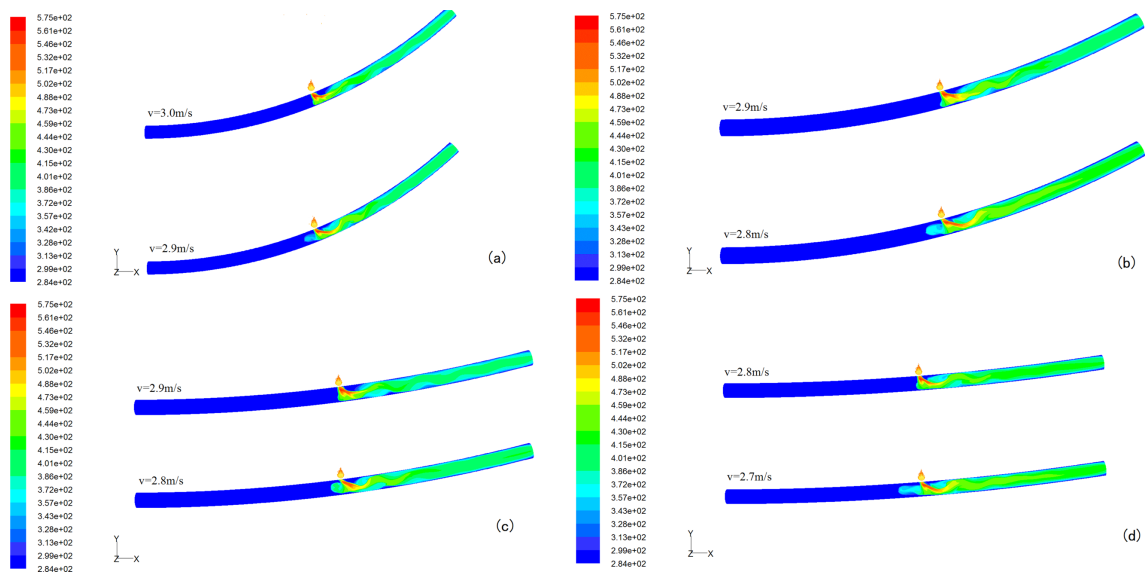 5.75e+02
5.61e+02
5.46e+02
5.32e+02
5.17e+02
5.02e+02
4.88e+02
4.73e+02
4.59e+02
4.44e+02
4.30e+02
4.15e+02
4.01e+02
3.86e+02
3.72e+02
3.57e+02
3.43e+02
3.28e+02
3.13e+02
2.99e+02
2.84e+02
v=3.0m/s
v=2.9m/s
Y
Z X
(a)
5.75e+02
5.61e+02
5.46e+02
5.32e+02
5.17e+02
5.02e+02
4.88e+02
4.73e+02
4.59e+02
4.44e+02
4.30e+02
4.15e+02
4.01e+02
3.86e+02
3.72e+02
3.57e+02
3.43e+02
3.28e+02
3.13e+02
2.99e+02
2.84e+02
v=2.9m/s
v=2.8m/s
Y
Z X
(b)
5.75e+02
5.61e+02
5.46e+02
5.32e+02
5.17e+02
5.02e+02
4.88e+02
4.73e+02
4.59e+02
4.44e+02
4.30e+02
4.15e+02
4.01e+02
3.86e+02
3.72e+02
3.57e+02
3.43e+02
3.28e+02
3.13e+02
2.99e+02
2.84e+02
v=2.9m/s
v=2.8m/s
Y
Z X
(c)
5.75e+02
5.61e+02
5.46e+02
5.32e+02
5.17e+02
5.02e+02
4.88e+02
4.73e+02
4.59e+02
4.44e+02
4.30e+02
4.15e+02
4.01e+02
3.86e+02
3.72e+02
3.57e+02
3.43e+02
3.28e+02
3.13e+02
2.99e+02
2.84e+02
v=2.8m/s
v=2.7m/s
Y
Z X
(d)